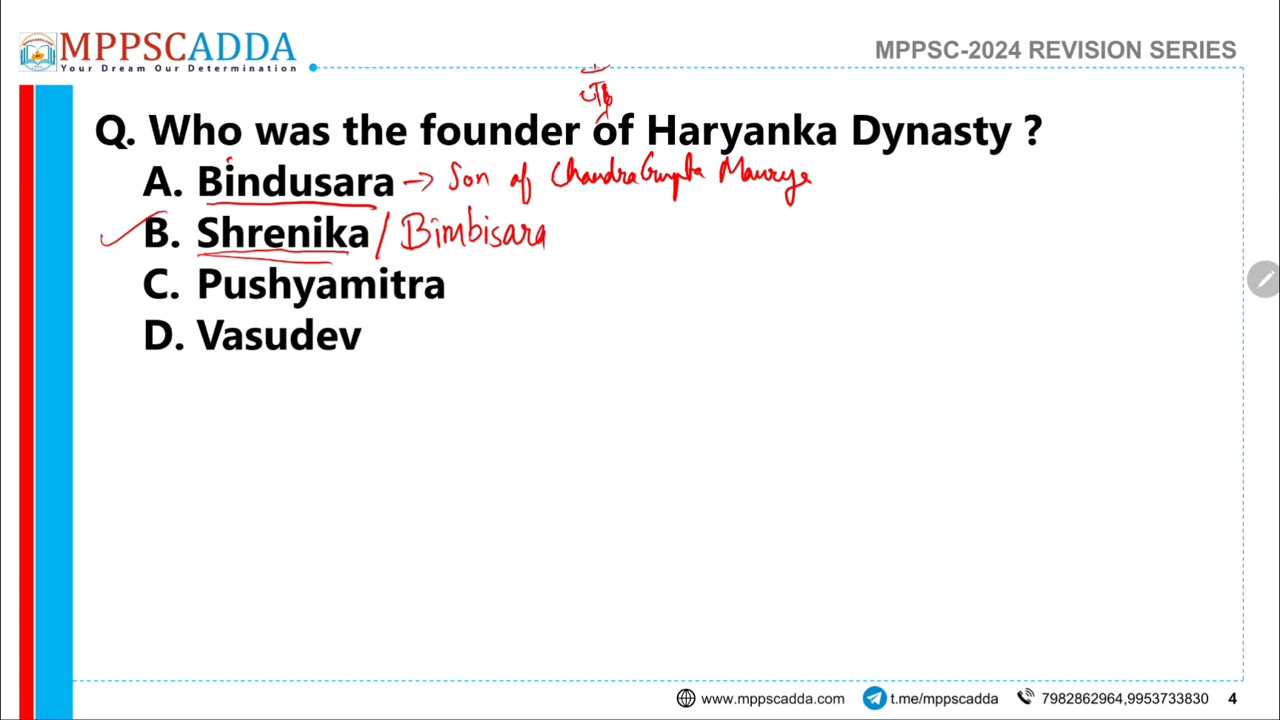 MPPSCADDA
Your Dream Our Determination
MPPSC-2024 REVISION SERIES
Q. Who was the founder of Haryanka Dynasty ?
A. Bindusara → Son of ChandraGupta Maurya
B. Shrenika / Bimbisara
C. Pushyamitra
D. Vasudev
www.mppscadda.com t.me/mppscadda 7982862964,9953733830 4